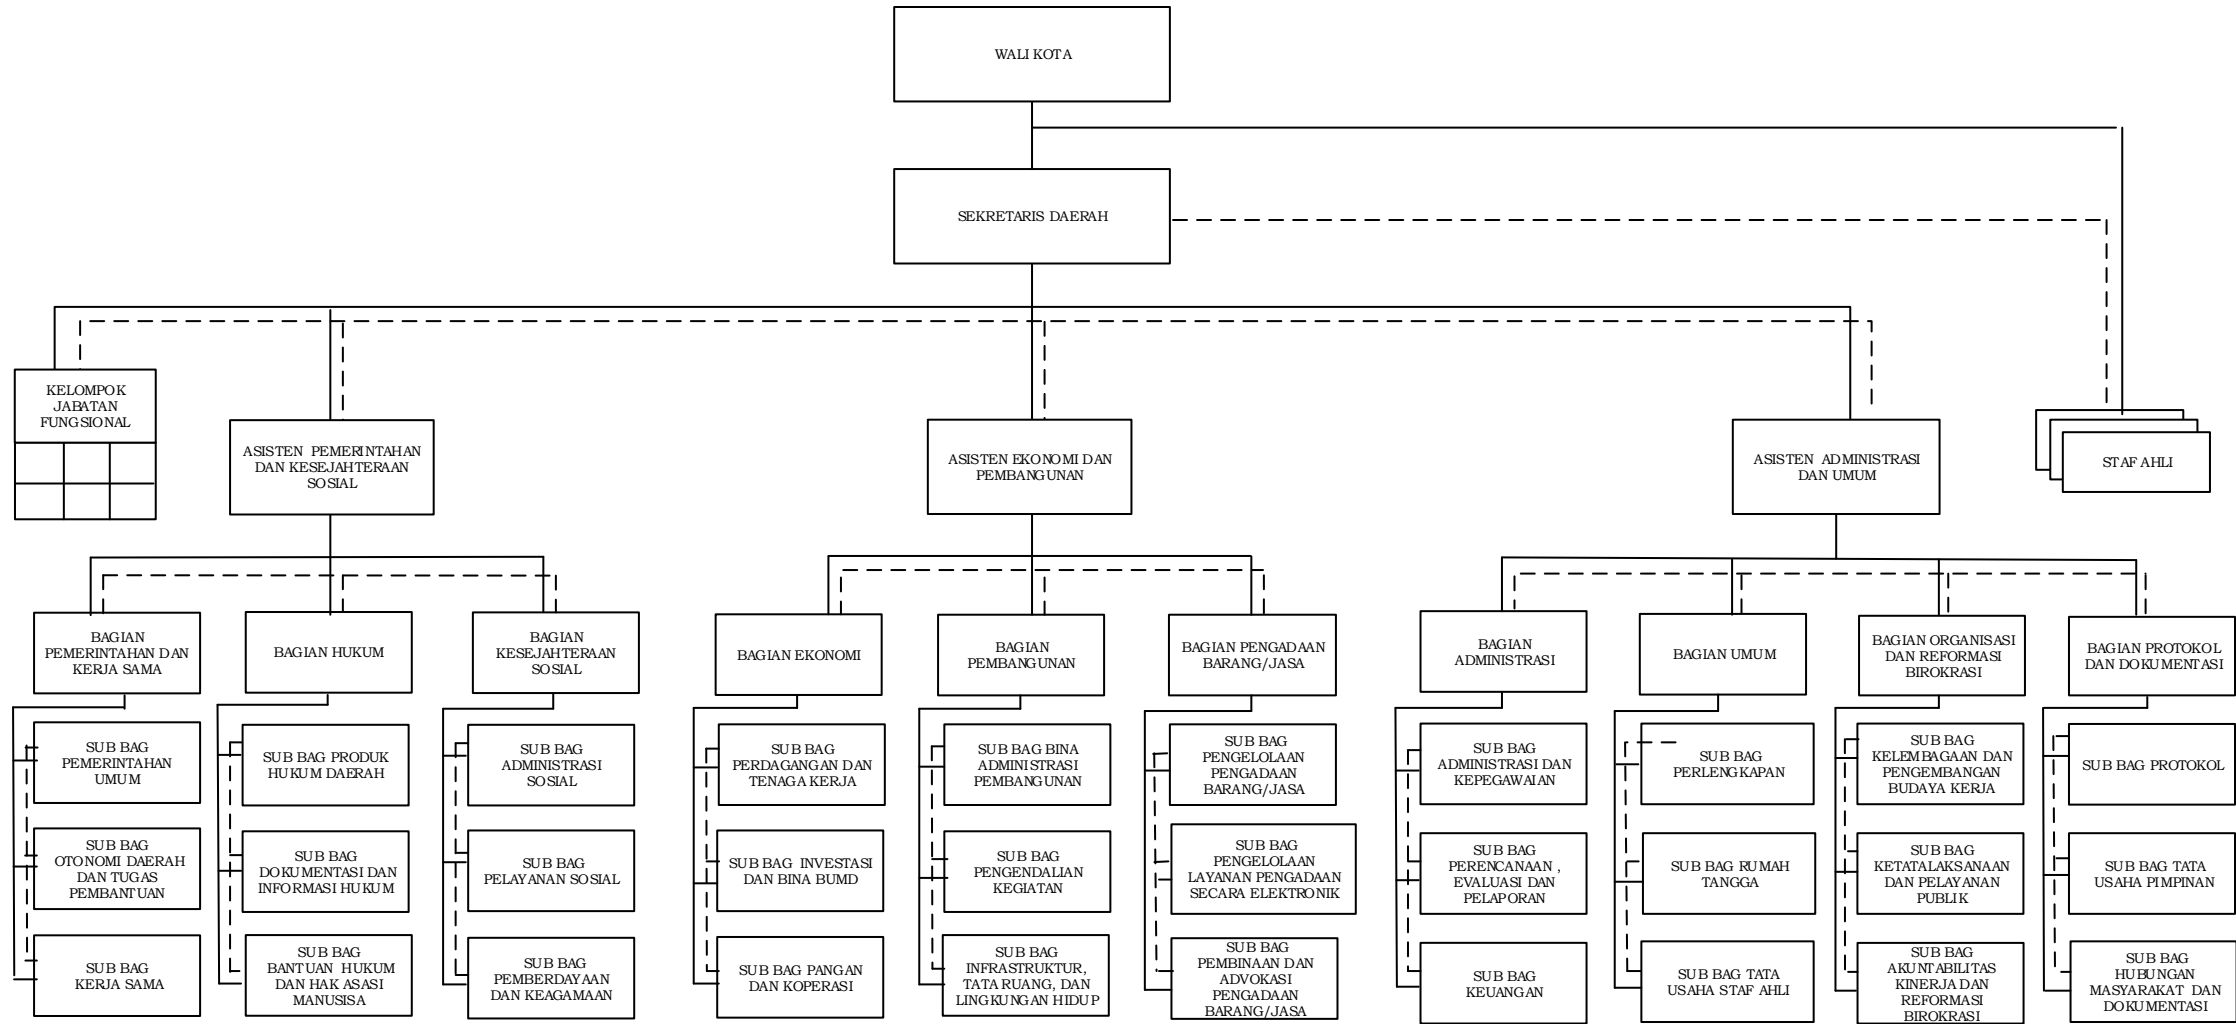 WALI KOTA
SEKRETARIS DAERAH
KELOMPOK
JABATAN
FUNGSIONAL
ASISTEN PEMERINTAHAN
DAN KESEJAHTERAAN
SOSIAL
ASISTEN EKONOMI DAN
PEMBANGUNAN
ASISTEN ADMINISTRASI
DAN UMUM
STAF AHLI
BAGIAN
PEMERINTAHAN DAN
KERJA SAMA
BAGIAN HUKUM
BAGIAN
KESEJAHTERAAN
SOSIAL
BAGIAN EKONOMI
BAGIAN
PEMBANGUNAN
BAGIAN PENGADAAN
BARANG/JASA
BAGIAN
ADMINISTRASI
BAGIAN UMUM
BAGIAN ORGANISASI
DAN REFORMASI
BIROKRASI
BAGIAN PROTOKOL
DAN DOKUMENTASI
SUB BAG
PEMERINTAHAN
UMUM
SUB BAG PRODUK
HUKUM DAERAH
SUB BAG
ADMINISTRASI
SOSIAL
SUB BAG
PERDAGANGAN DAN
TENAGA KERJA
SUB BAG BINA
ADMINISTRASI
PEMBANGUNAN
SUB BAG
PENGELOLAAN
PENGADAAN
BARANG/JASA
SUB BAG
ADMINISTRASI DAN
KEPEGAWAIAN
SUB BAG
PERLENGKAPAN
SUB BAG
KELEMBAGAAN DAN
PENGEMBANGAN
BUDAYA KERJA
SUB BAG PROTOKOL
SUB BAG
OTONOMI DAERAH
DAN TUGAS
PEMBANTUAN
SUB BAG
DOKUMENTASI DAN
INFORMASI HUKUM
SUB BAG
PELAYANAN SOSIAL
SUB BAG INVESTASI
DAN BINA BUMD
SUB BAG
PENGENDALIAN
KEGIATAN
SUB BAG
PENGELOLAAN
LAYANAN PENGADAAN
SECARA ELEKTRONIK
SUB BAG
PERENCANAAN ,
EVALUASI DAN
PELAPORAN
SUB BAG RUMAH
TANGGA
SUB BAG
KETATALAKSANAAN
DAN PELAYANAN
PUBLIK
SUB BAG TATA
USAHA PIMPINAN
SUB BAG
KERJA SAMA
SUB BAG
BANTUAN HUKUM
DAN HAK ASASI
MANUSISA
SUB BAG
PEMBERDAYAAN
DAN KEAGAMAAN
SUB BAG PANGAN
DAN KOPERASI
SUB BAG
INFRASTRUKTUR,
TATA RUANG, DAN
LINGKUNGAN HIDUP
SUB BAG
PEMBINAAN DAN
ADVOKASI
PENGADAAN
BARANG/JASA
SUB BAG
KEUANGAN
SUB BAG TATA
USAHA STAF AHLI
SUB BAG
AKUNTABILITAS
KINERJA DAN
REFORMASI
BIROKRASI
SUB BAG
HUBUNGAN
MASYARAKAT DAN
DOKUMENTASI